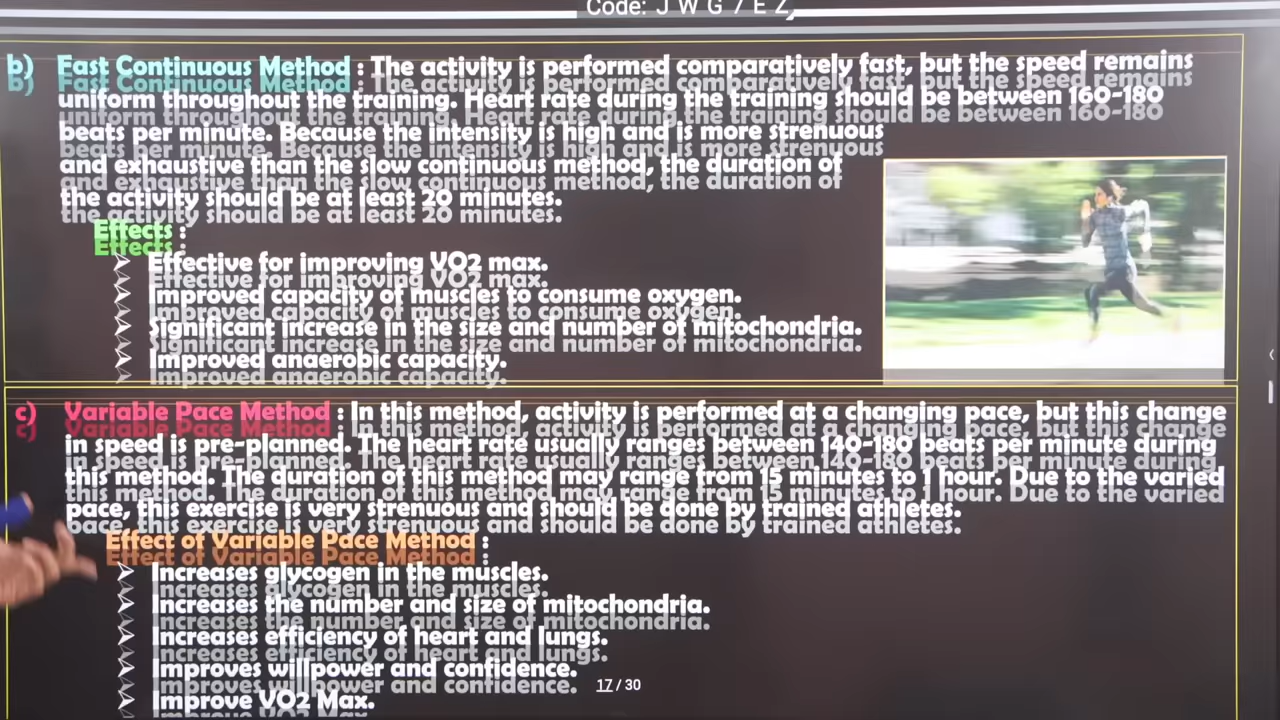 Code: J W G 7 E Z
b) Fast Continuous Method : The activity is performed comparatively fast, but the speed remains
uniform throughout the training. Heart rate during the training should be between 160-180
beats per minute. Because the intensity is high and is more strenuous
and exhaustive than the slow continuous method, the duration of
the activity should be at least 20 minutes.
Effects :
Effective for improving VO2 max.
Improved capacity of muscles to consume oxygen.
Significant increase in the size and number of mitochondria.
Improved anaerobic capacity.
c) Variable Pace Method : In this method, activity is performed at a changing pace, but this change
in speed is pre-planned. The heart rate usually ranges between 140-180 beats per minute during
this method. The duration of this method may range from 15 minutes to 1 hour. Due to the varied
pace, this exercise is very strenuous and should be done by trained athletes.
Effect of Variable Pace Method :
Increases glycogen in the muscles.
Increases the number and size of mitochondria.
Increases efficiency of heart and lungs.
Improves willpower and confidence.
17 / 30
Improve VO2 Max.